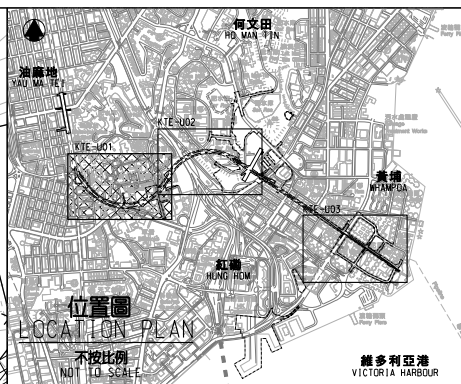 何文田
HO MAN TIN
油麻地
YAU MA TEI
KTE-U02
KTE-U01
黃埔
WHAMPOA
KTE-U03
紅磡
HUNG HOM
位置圖
LOCATION PLAN
不按比例
NOT TO SCALE
維多利亞港
VICTORIA HARBOUR